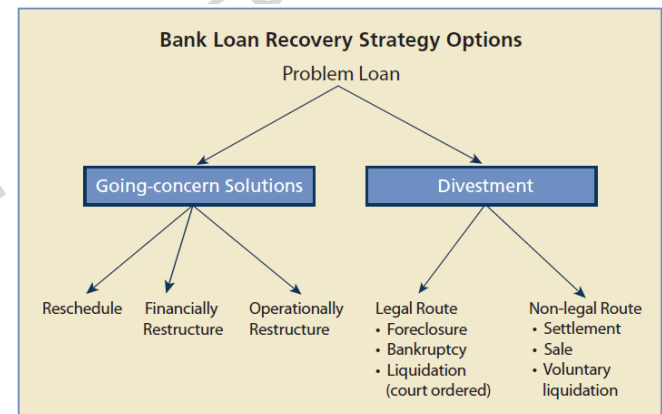 Bank Loan Recovery Strategy Options
Problem Loan
Going-concern Solutions
Divestment
Reschedule
Financially
Restructure
Operationally
Restructure
Legal Route
• Foreclosure
• Bankruptcy
• Liquidation
(court ordered)
Non-legal Route
• Settlement
• Sale
• Voluntary
liquidation